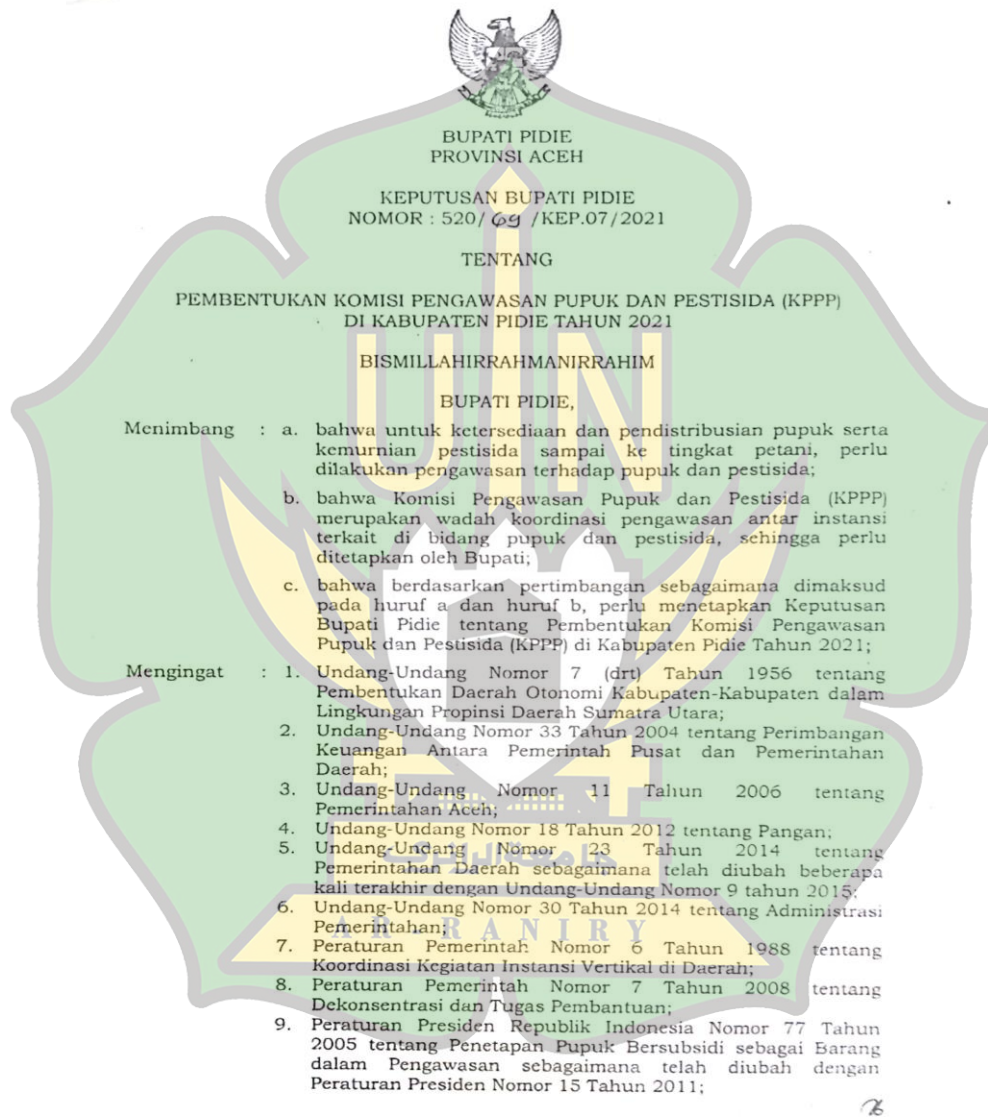 BUPATI PIDIE
PROVINSI ACEH
KEPUTUSAN BUPATI PIDIE
NOMOR : 520/ 69 /KEP.07/2021
TENTANG
PEMBENTUKAN KOMISI PENGAWASAN PUPUK DAN PESTISIDA (KPPP)
DI KABUPATEN PIDIE TAHUN 2021
BISMILLAHIRRAHMANIRRAHIM
BUPATI PIDIE,
Menimbang : a. bahwa untuk ketersediaan dan pendistribusian pupuk serta
kemurnian pestisida sampai ke tingkat petani, perlu
dilakukan pengawasan terhadap pupuk dan pestisida;
b. bahwa Komisi Pengawasan Pupuk dan Pestisida (KPPP)
merupakan wadah koordinasi pengawasan antar instansi
terkait di bidang pupuk dan pestisida, sehingga perlu
ditetapkan oleh Bupati;
c. bahwa berdasarkan pertimbangan sebagaimana dimaksud
pada huruf a dan huruf b, perlu menetapkan Keputusan
Bupati Pidie tentang Pembentukan Komisi Pengawasan
Pupuk dan Pestisida (KPPP) di Kabupaten Pidie Tahun 2021;
Mengingat : 1. Undang-Undang Nomor 7 (drt) Tahun 1956 tentang
Pembentukan Daerah Otonomi Kabupaten-Kabupaten dalam
Lingkungan Propinsi Daerah Sumatra Utara;
2. Undang-Undang Nomor 33 Tahun 2004 tentang Perimbangan
Keuangan Antara Pemerintah Pusat dan Pemerintahan
Daerah;
3. Undang-Undang Nomor 11 Tahun 2006 tentang
Pemerintahan Aceh;
4. Undang-Undang Nomor 18 Tahun 2012 tentang Pangan;
5. Undang-Undang Nomor 23 Tahun 2014 tentang
Pemerintahan Daerah sebagaimana telah diubah beberapa
kali terakhir dengan Undang-Undang Nomor 9 tahun 2015;
6. Undang-Undang Nomor 30 Tahun 2014 tentang Administrasi
Pemerintahan;
7. Peraturan Pemerintah Nomor 6 Tahun 1988 tentang
Koordinasi Kegiatan Instansi Vertikal di Daerah;
8. Peraturan Pemerintah Nomor 7 Tahun 2008 tentang
Dekonsentrasi dan Tugas Pembantuan;
9. Peraturan Presiden Republik Indonesia Nomor 77 Tahun
2005 tentang Penetapan Pupuk Bersubsidi sebagai Barang
dalam Pengawasan sebagaimana telah diubah dengan
Peraturan Presiden Nomor 15 Tahun 2011;
UIN
جامعة الرانري
AR-RANIRY